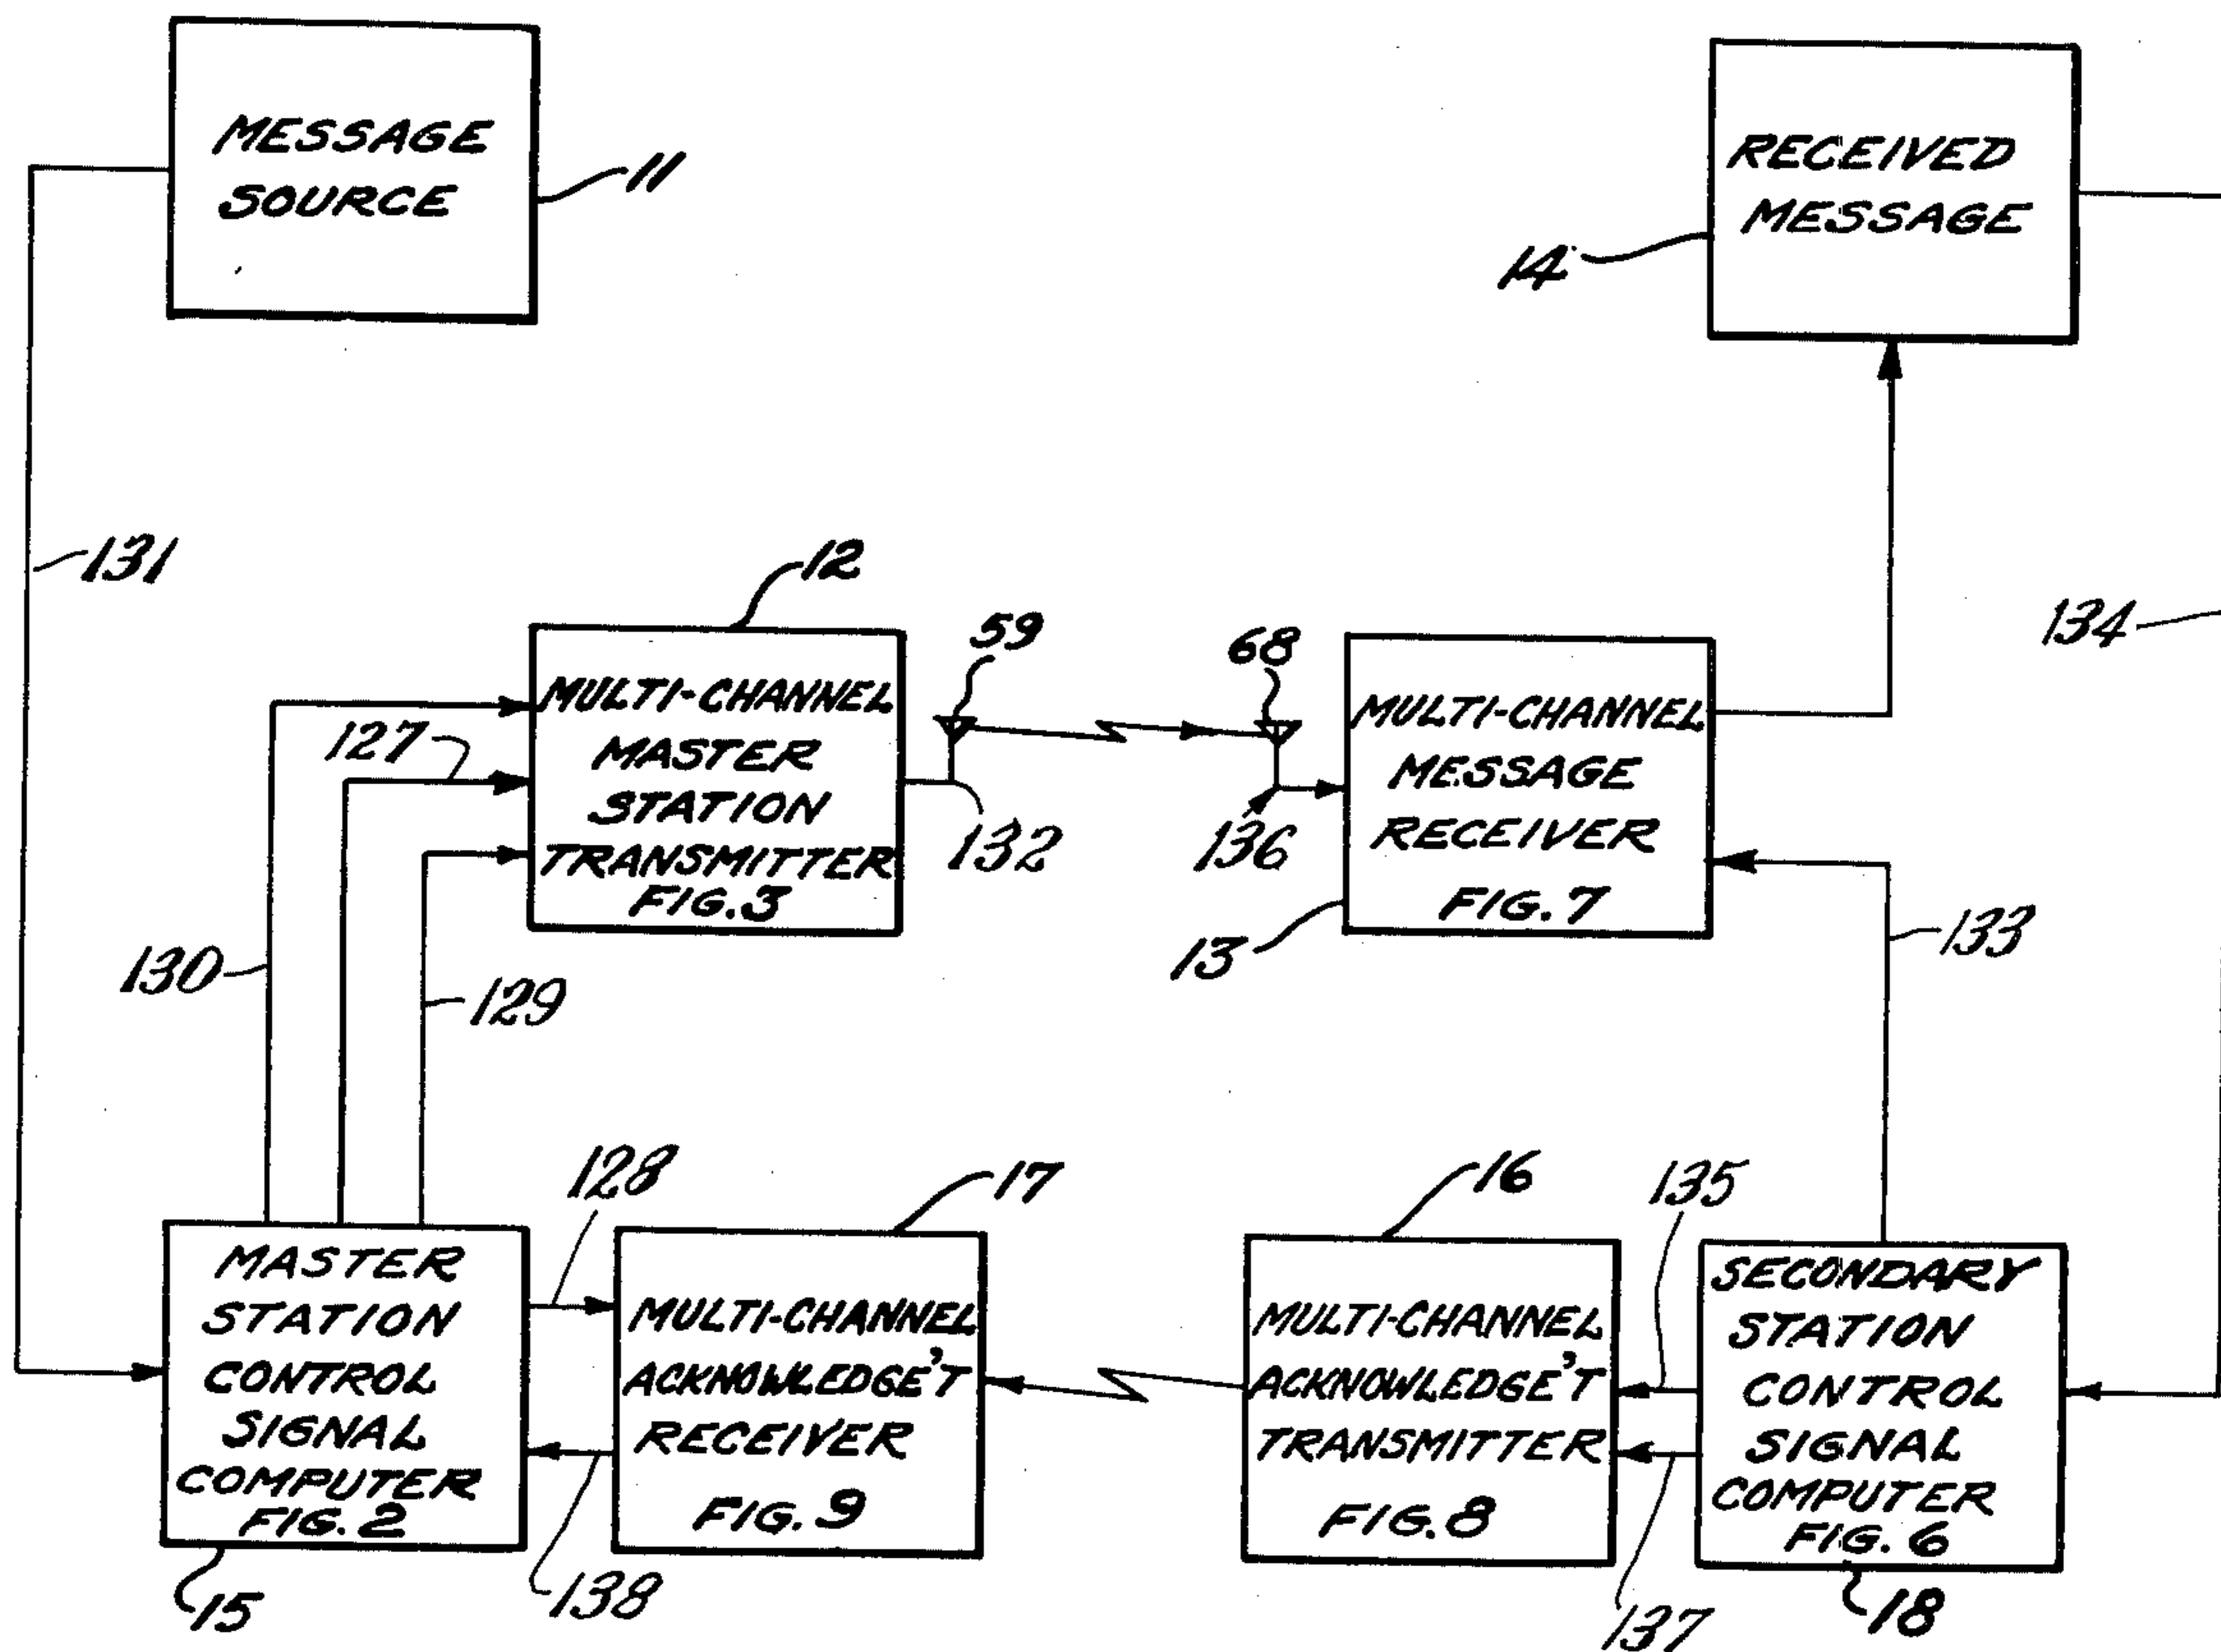 MESSAGE
SOURCE
11
RECEIVED
MESSAGE
14
131
12
59
68
134
MULTI-CHANNEL
MASTER
STATION
TRANSMITTER
FIG.3
127
132
136
MULTI-CHANNEL
MESSAGE
RECEIVER
FIG. 7
13
130
129
133
128
17
16
135
MASTER
STATION
CONTROL
SIGNAL
COMPUTER
FIG. 2
15
MULTI-CHANNEL
ACKNOWLEDGE'T
RECEIVER
FIG. 9
138
MULTI-CHANNEL
ACKNOWLEDGE'T
TRANSMITTER
FIG. 8
137
SECONDARY
STATION
CONTROL
SIGNAL
COMPUTER
FIG. 6
18